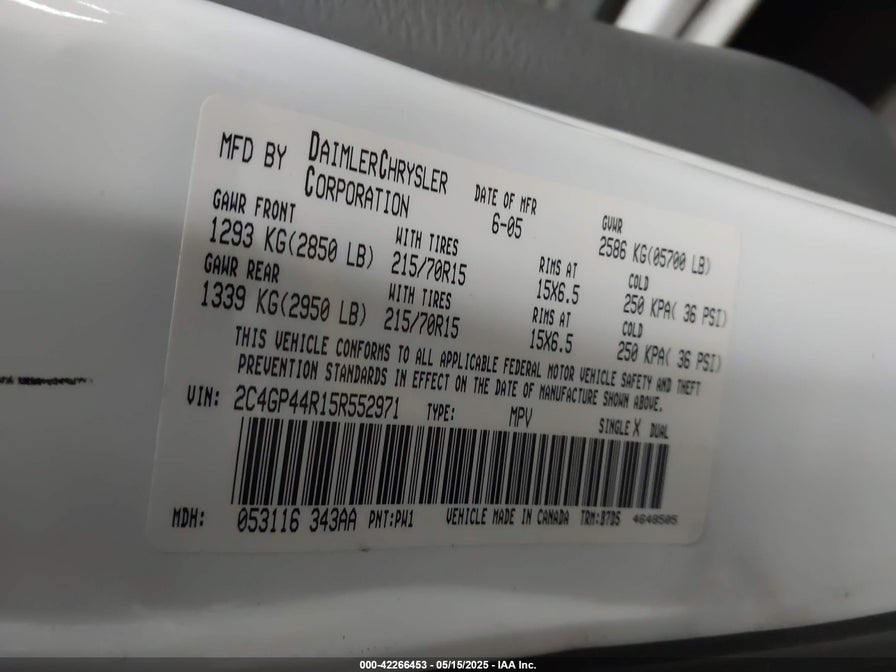 MFD BY DAIMLERCHRYSLER CORPORATION
DATE OF MFR 6-05
GVWR 2586 KG(05700 LB)
GAWR FRONT WITH TIRES RIMS AT COLD
1293 KG(2850 LB) 215/70R15 15X6.5 250 KPA( 36 PSI)
GAWR REAR WITH TIRES RIMS AT COLD
1339 KG(2950 LB) 215/70R15 15X6.5 250 KPA( 36 PSI)
THIS VEHICLE CONFORMS TO ALL APPLICABLE FEDERAL MOTOR VEHICLE SAFETY AND THEFT
PREVENTION STANDARDS IN EFFECT ON THE DATE OF MANUFACTURE SHOWN ABOVE.
VIN: 2C4GP44R15R552971 TYPE: MPV SINGLE X DUAL
MDH: 053116 343AA PNT:PW1 VEHICLE MADE IN CANADA TRM:B7D5 4648505
000-42266453 - 05/15/2025 - IAA Inc.